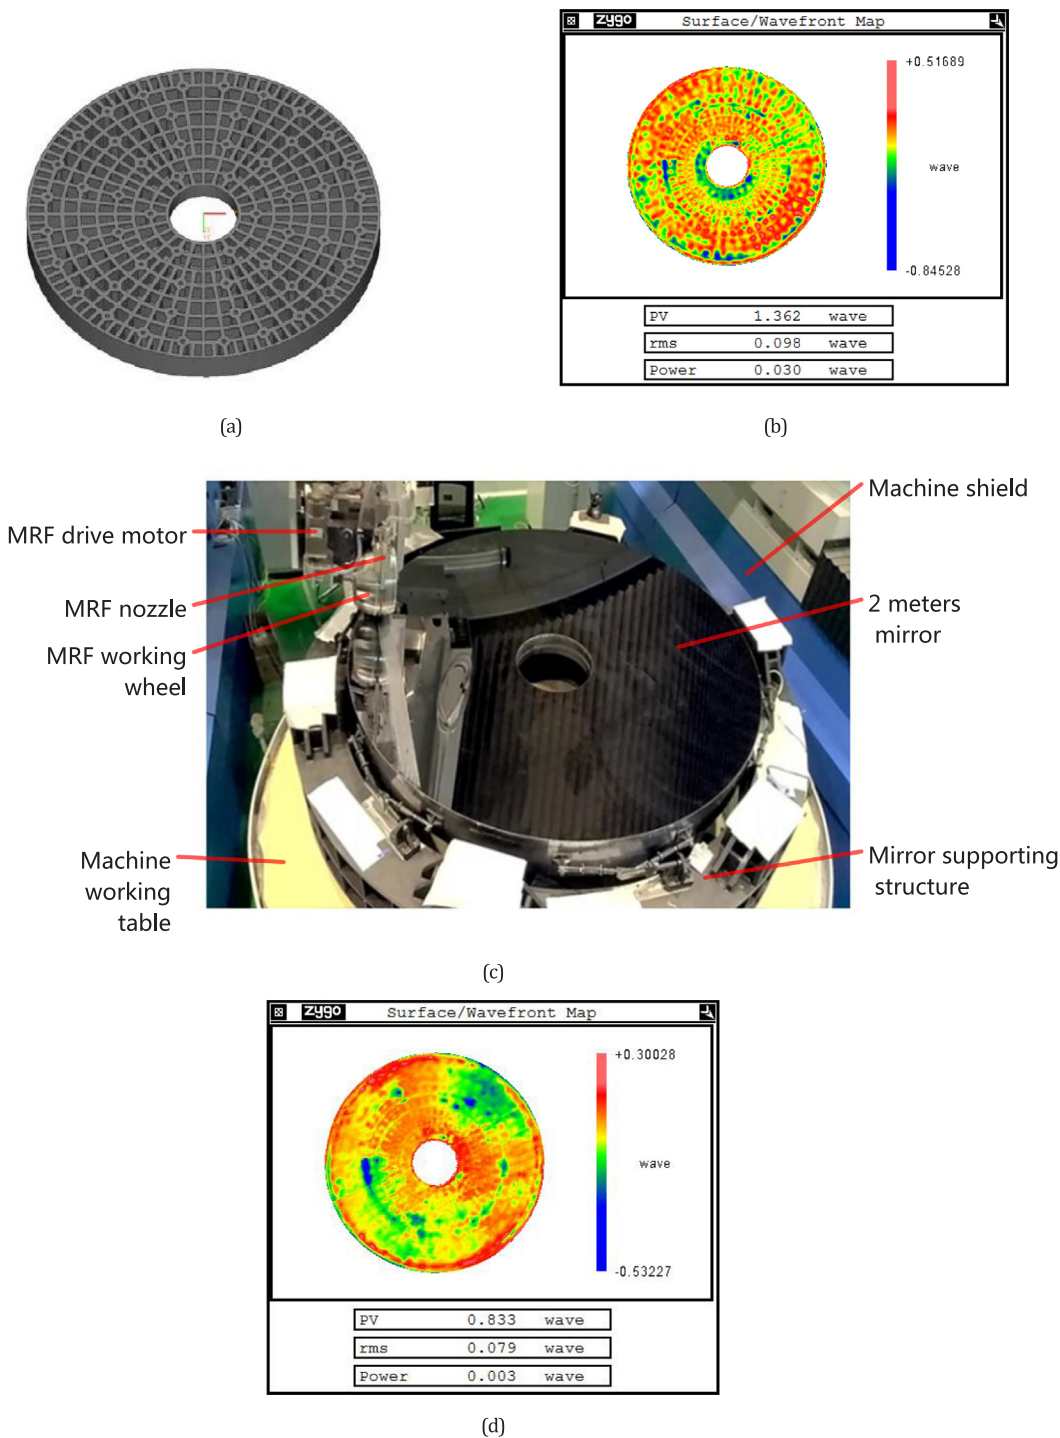 (a)
zygo Surface/Wavefront Map
+0.51689
wave
-0.84528
PV 1.362 wave
rms 0.098 wave
Power 0.030 wave
(b)
MRF drive motor
MRF nozzle
MRF working
wheel
Machine
working
table
Machine shield
2 meters
mirror
Mirror supporting
structure
(c)
zygo Surface/Wavefront Map
+0.30028
wave
-0.53227
PV 0.833 wave
rms 0.079 wave
Power 0.003 wave
(d)